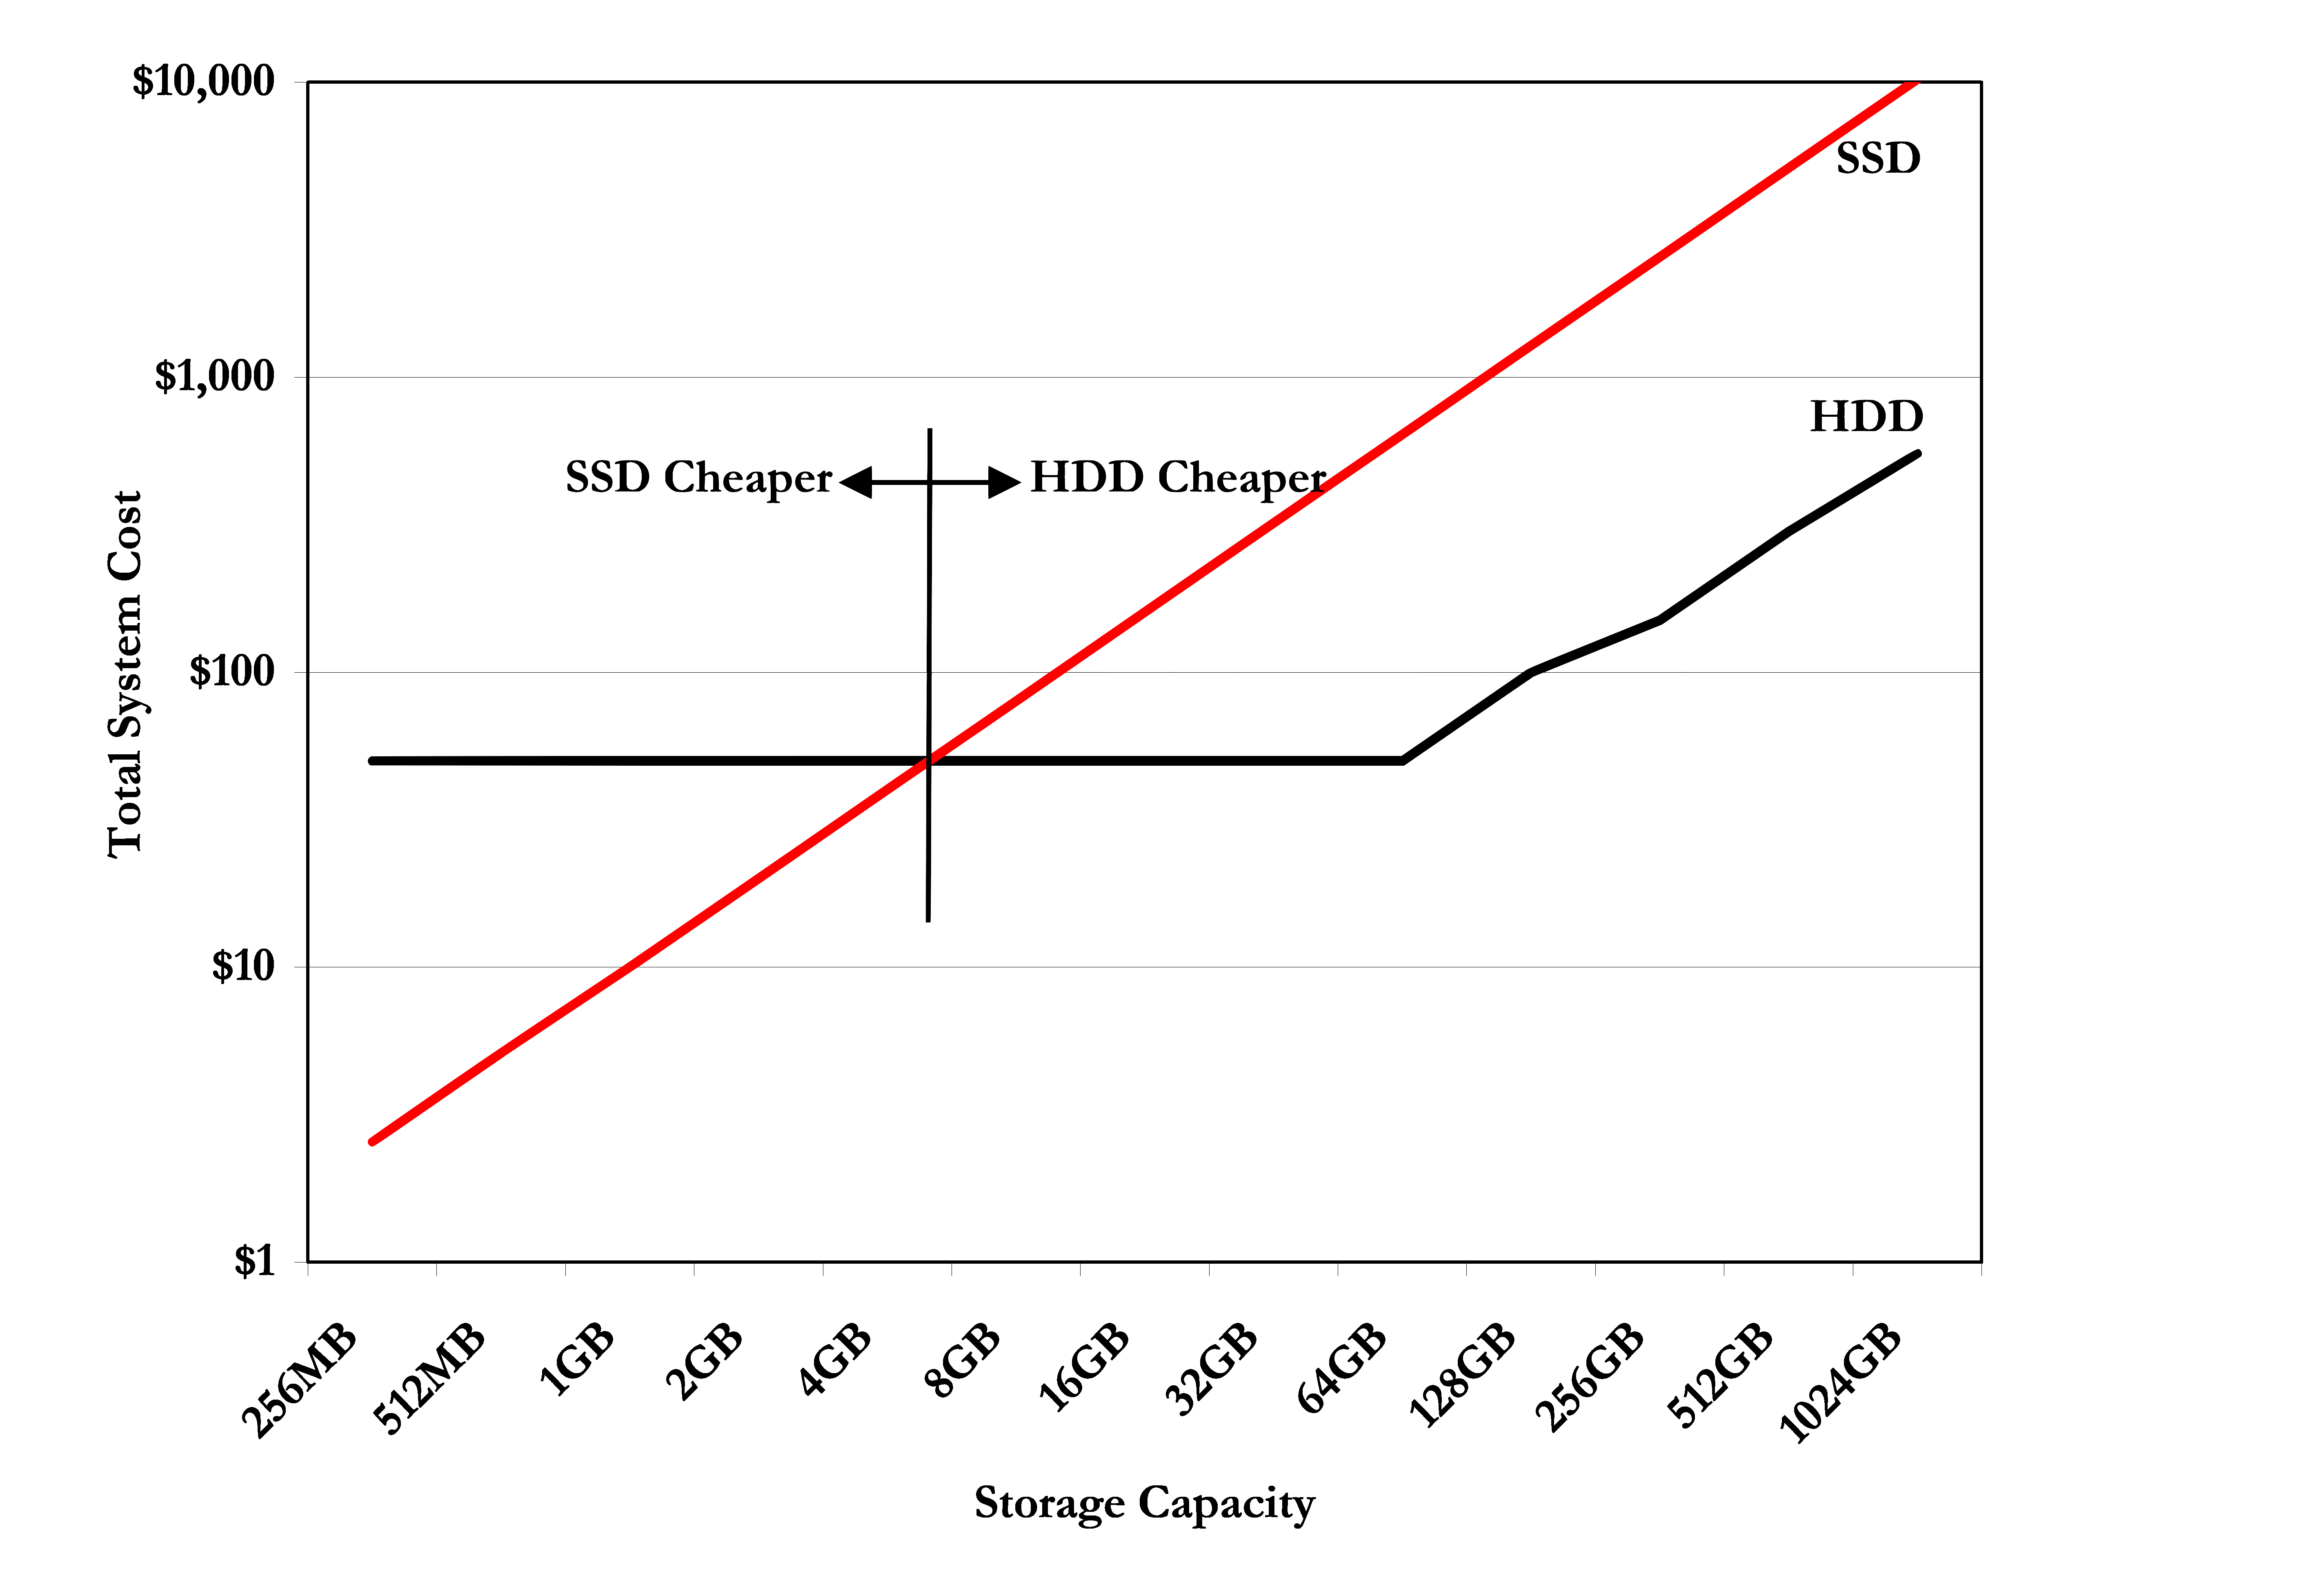 $10,000
SSD
$1,000
HDD
SSD Cheaper
HDD Cheaper
Total System Cost
$100
$10
$1
256MB
512MB
1GB
2GB
4GB
8GB
16GB
32GB
64GB
128GB
256GB
512GB
1024GB
Storage Capacity